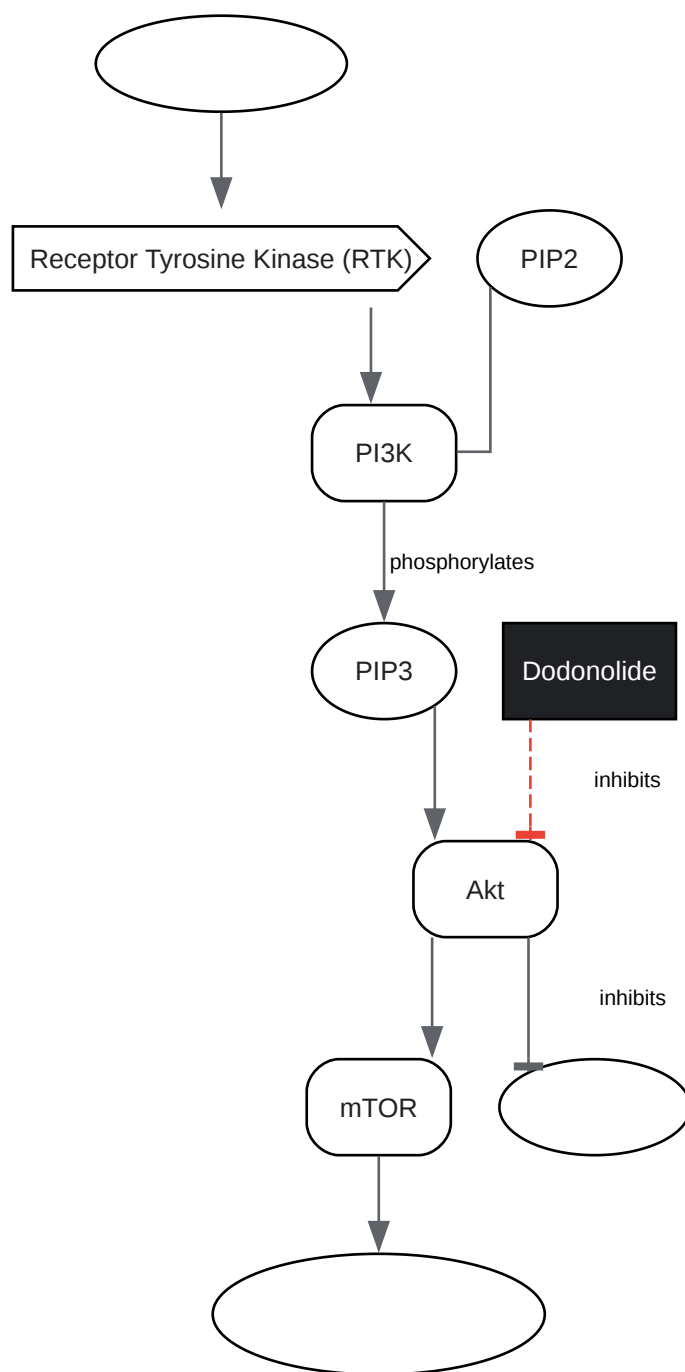 Receptor Tyrosine Kinase (RTK)
PIP2
PI3K
phosphorylates
PIP3
Dodonolide
inhibits
Akt
inhibits
mTOR